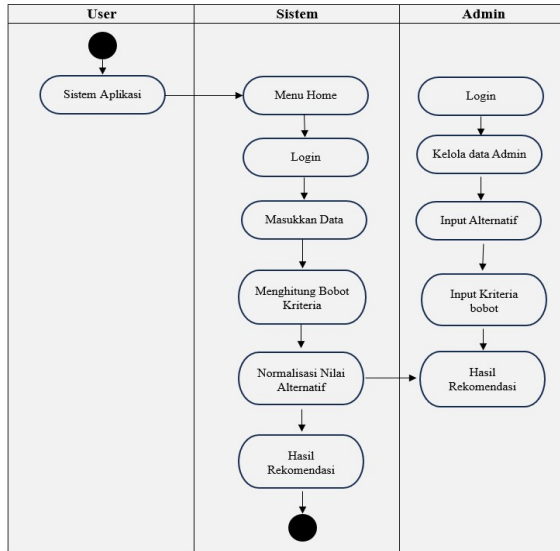 User
Sistem
Admin
Sistem Aplikasi
Menu Home
Login
Masukkan Data
Menghitung Bobot
Kriteria
Normalisasi Nilai
Alternatif
Hasil
Rekomendasi
Login
Kelola data Admin
Input Alternatif
Input Kriteria
bobot
Hasil
Rekomendasi